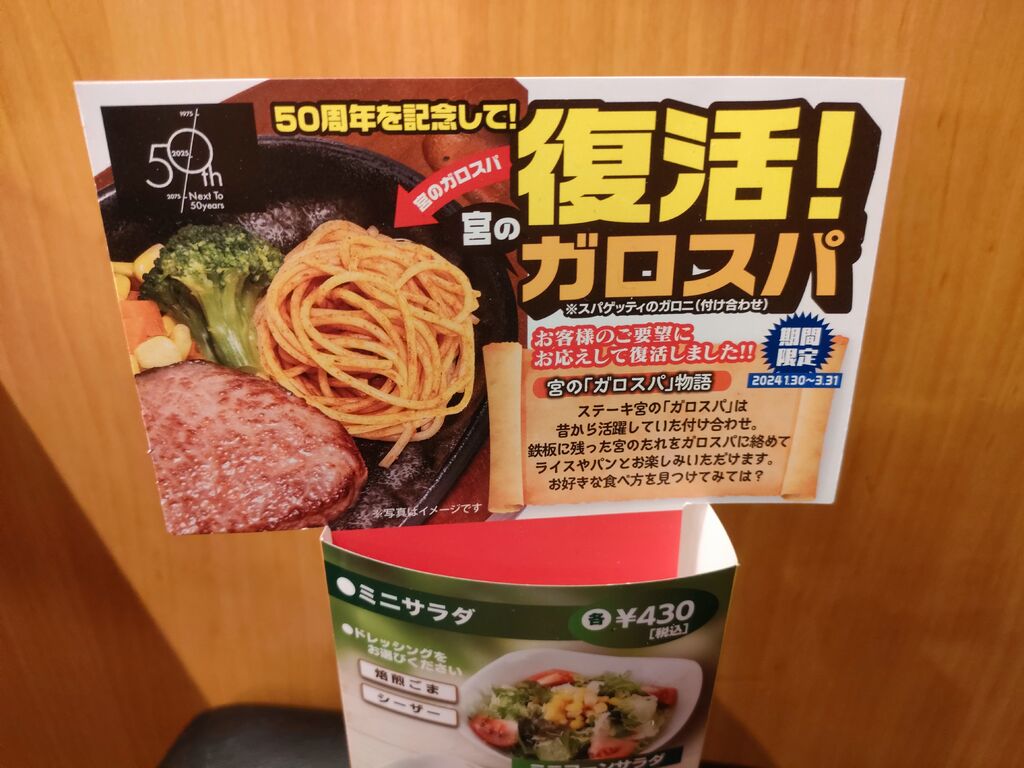 1975
50th
2025
2075
Next To
50years
50周年を記念して!
宮のガロスパ
復活!
宮の
ガロスパ
※スパゲッティのガロニ(付け合わせ)
お客様のご要望に
お応えして復活しました!!
期間
限定
2024 1.30~3.31
宮の「ガロスパ」物語
ステーキ宮の「ガロスパ」は
昔から活躍していた付け合わせ。
鉄板に残った宮のたれをガロスパに絡めて
ライスやパンとお楽しみいただけます。
お好きな食べ方を見つけてみては?
※写真はイメージです
●ミニサラダ
各 ¥430
[税込]
●ドレッシングを
お選びください
焙煎ごま
シーザー
ミニコーンサラダ